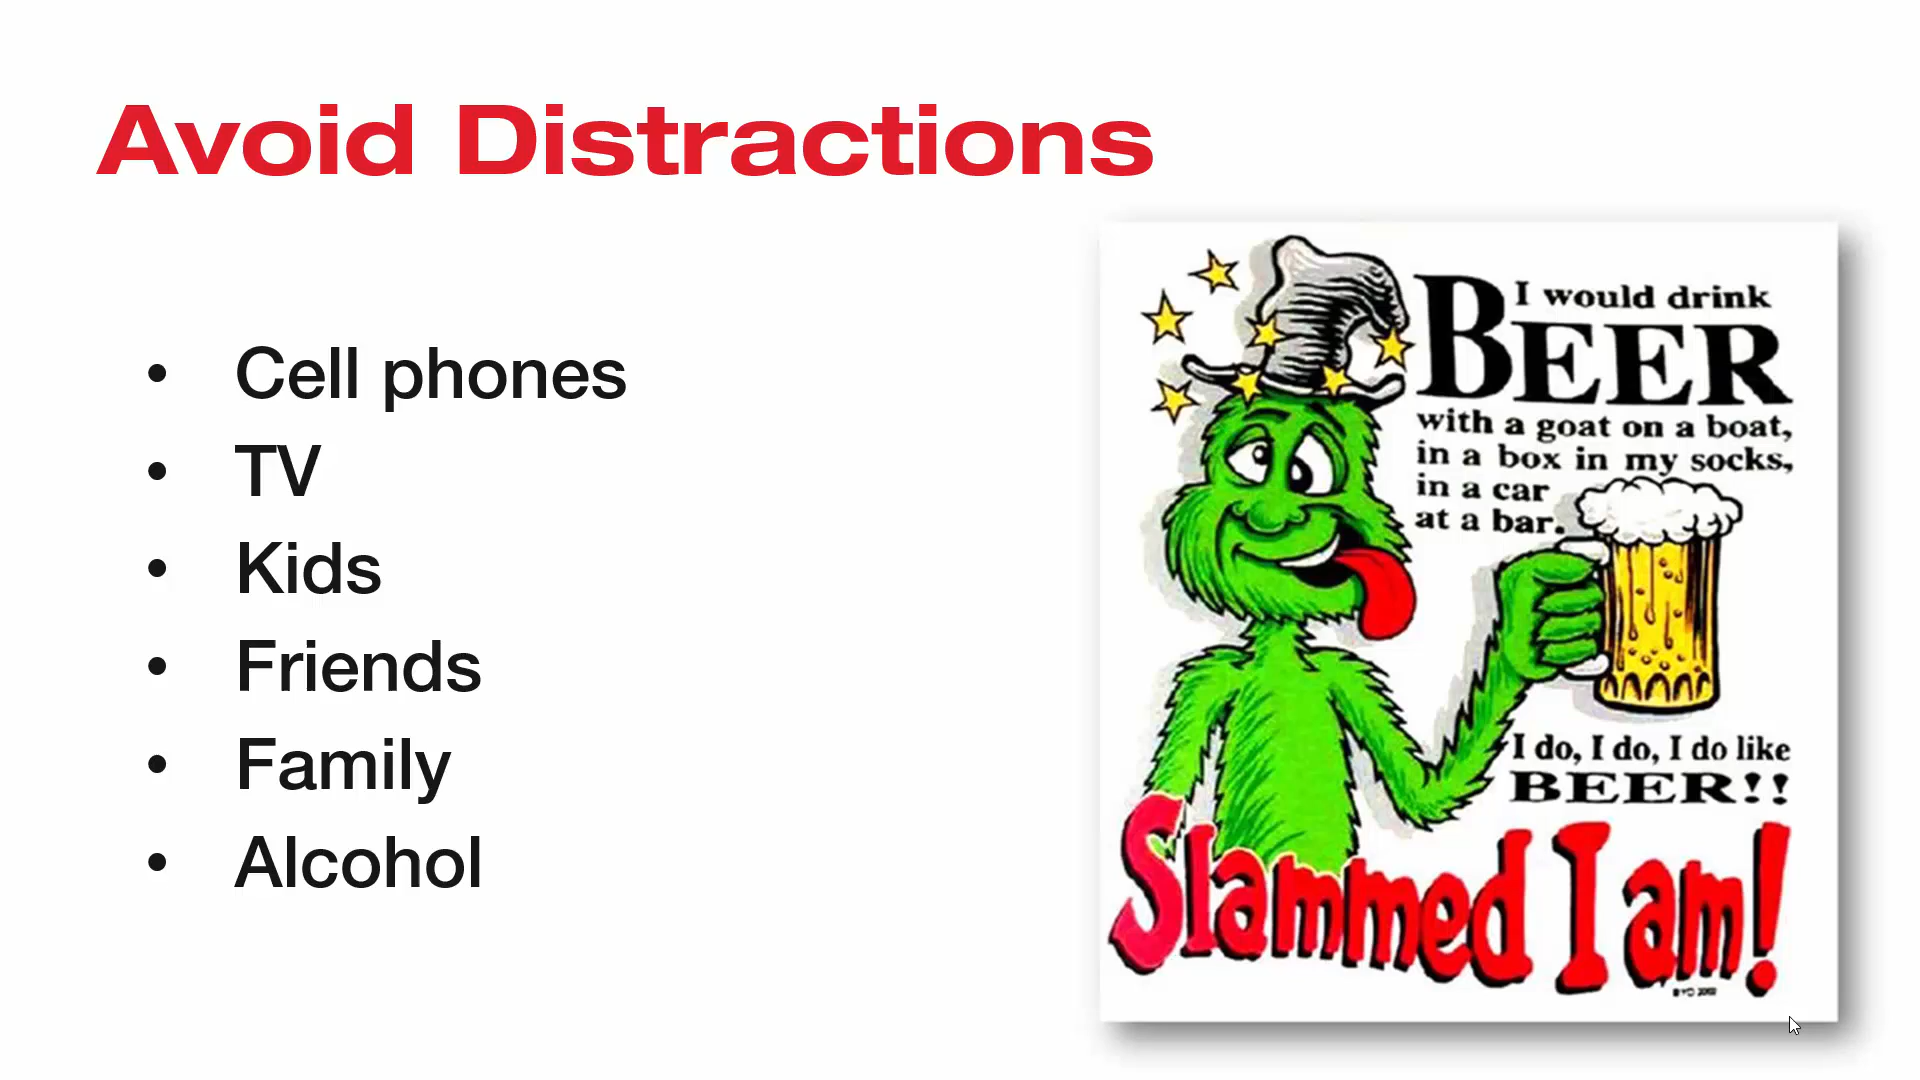 Avoid Distractions
• Cell phones
• TV
• Kids
• Friends
• Family
• Alcohol
I would drink
BEER
with a goat on a boat,
in a box in my socks,
in a car
at a bar.
I do, I do, I do like
BEER!!
Slammed I am!